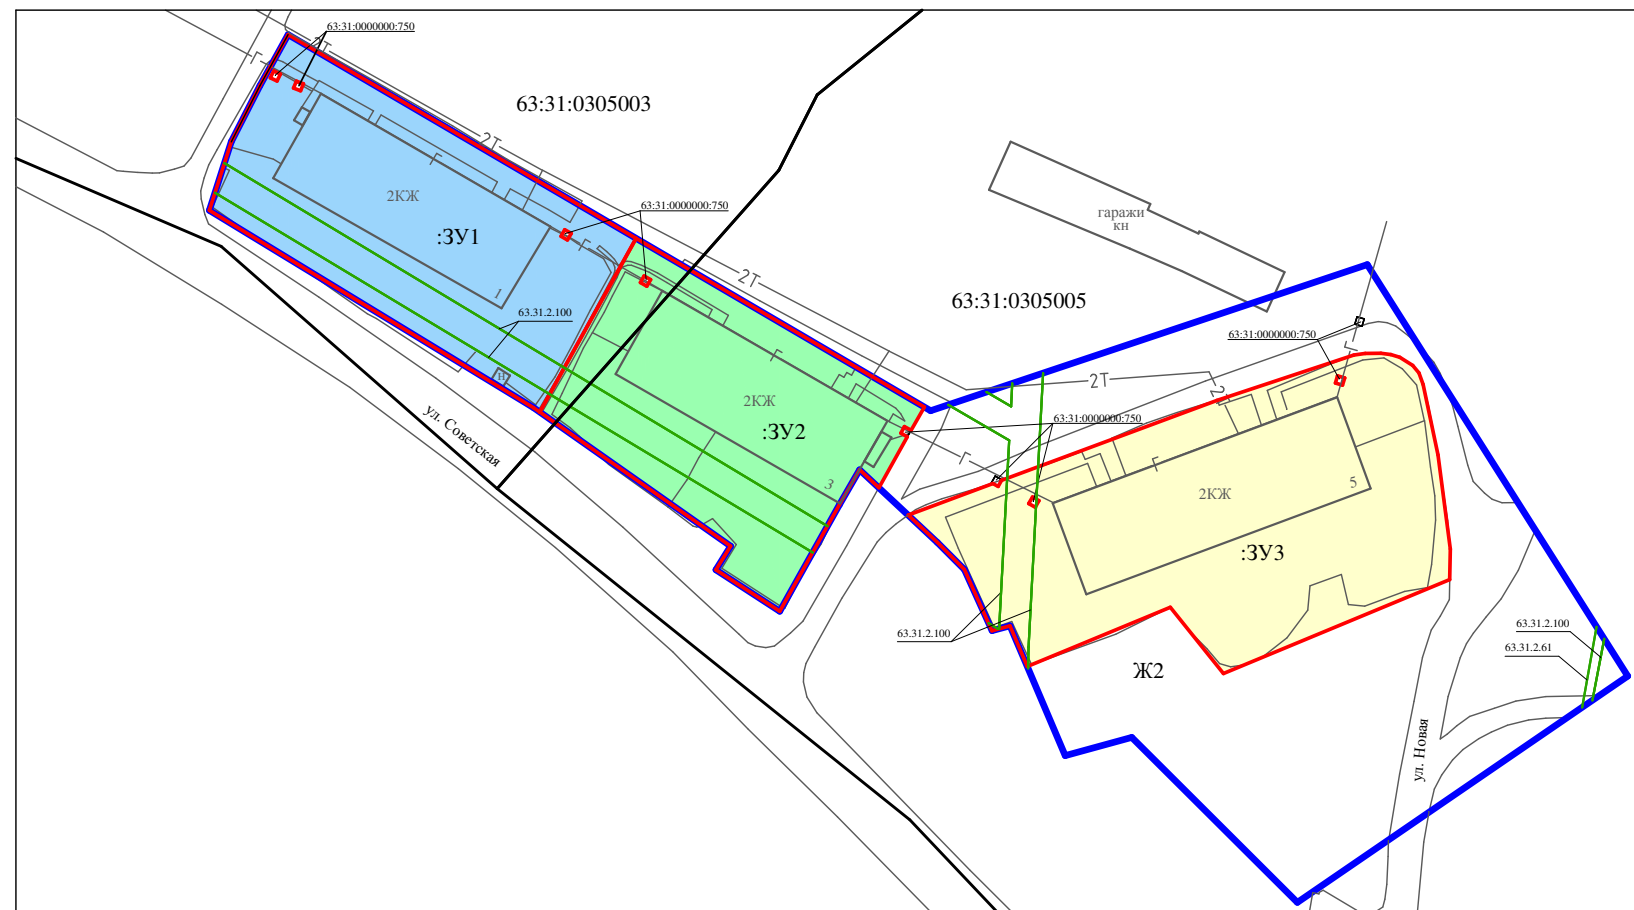 63:31:0000000:750
2Т
Г
63:31:0305003
2Т
Г
2КЖ
63:31:0000000:750
гаражи
кн
:ЗУ1
Г
2Т
1
63:31:0305005
63.31.2.100
63:31:0000000:750
Г
Г
н
2Т
2
2КЖ
ул. Советская
:ЗУ2
63:31:0000000:750
Г
Г
3
2КЖ
5
:ЗУ3
63.31.2.100
63.31.2.100
63.31.2.61
Ж2
ул. Новая